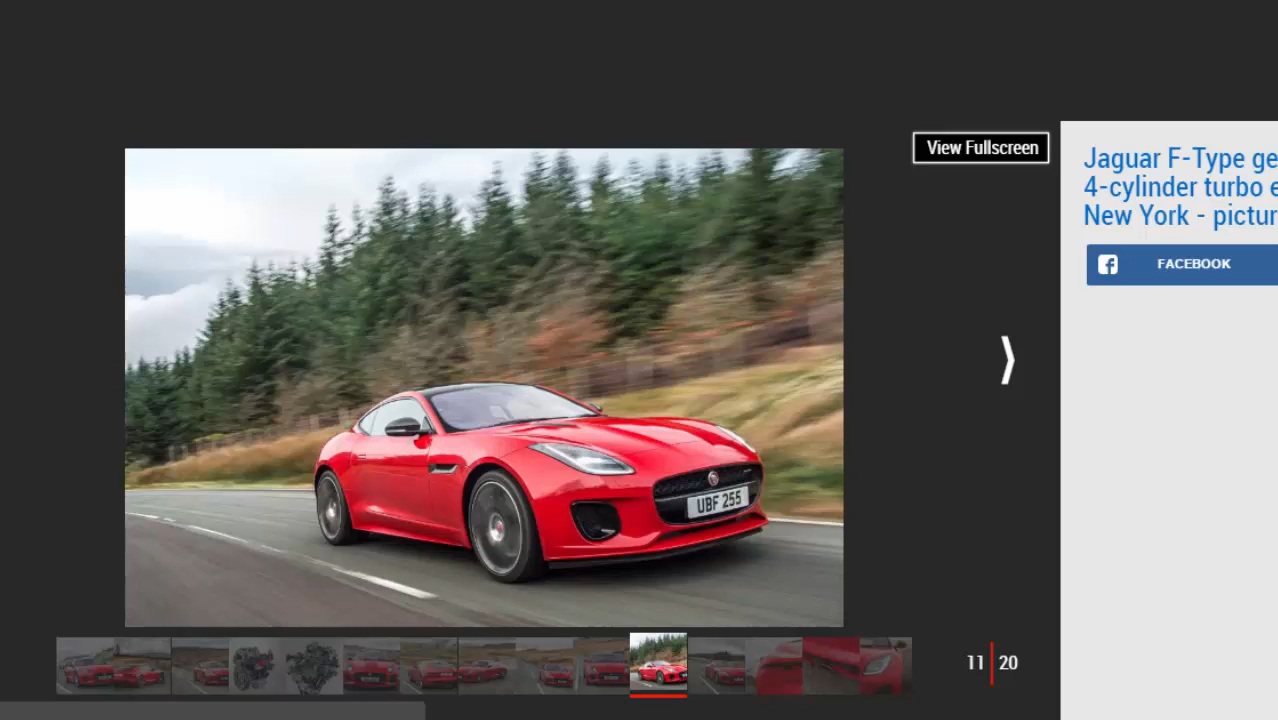 View Fullscreen
Jaguar F-Type ge
4-cylinder turbo e
New York - pictur
FACEBOOK
UBF 255
11 20